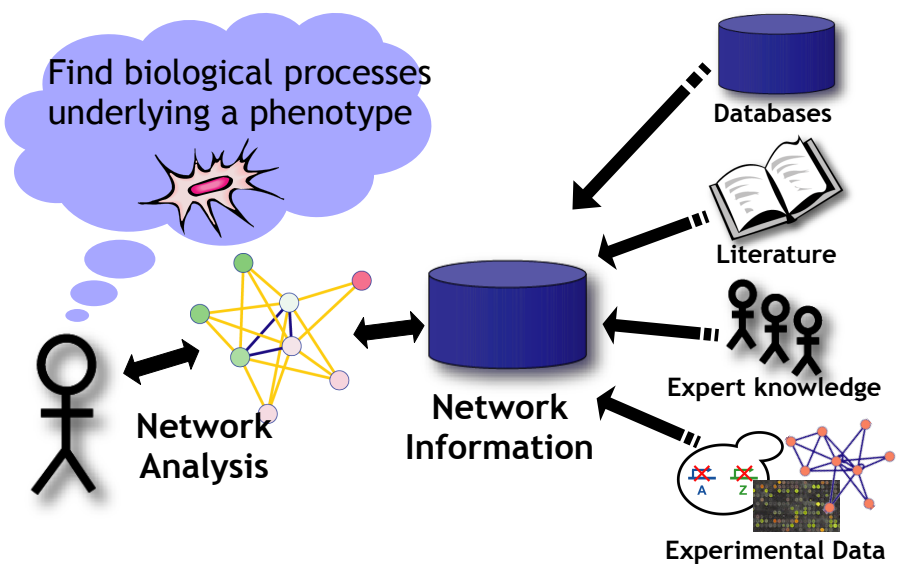 Find biological processes
underlying a phenotype
Network
Analysis
Network
Information
Databases
Literature
Expert knowledge
A
Z
Experimental Data